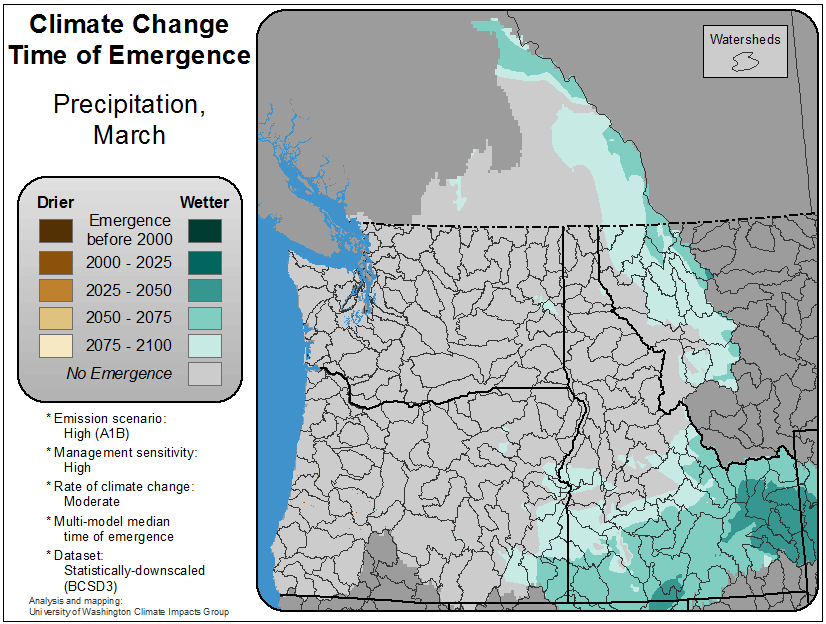 Climate Change
Time of Emergence
Precipitation,
March
Watersheds
Drier
Wetter
Emergence
before 2000
2000 - 2025
2025 - 2050
2050 - 2075
2075 - 2100
No Emergence
* Emission scenario:
High (A1B)
* Management sensitivity:
High
* Rate of climate change:
Moderate
* Multi-model median
time of emergence
* Dataset:
Statistically-downscaled
(BCSD3)
Analysis and mapping:
University of Washington Climate Impacts Group